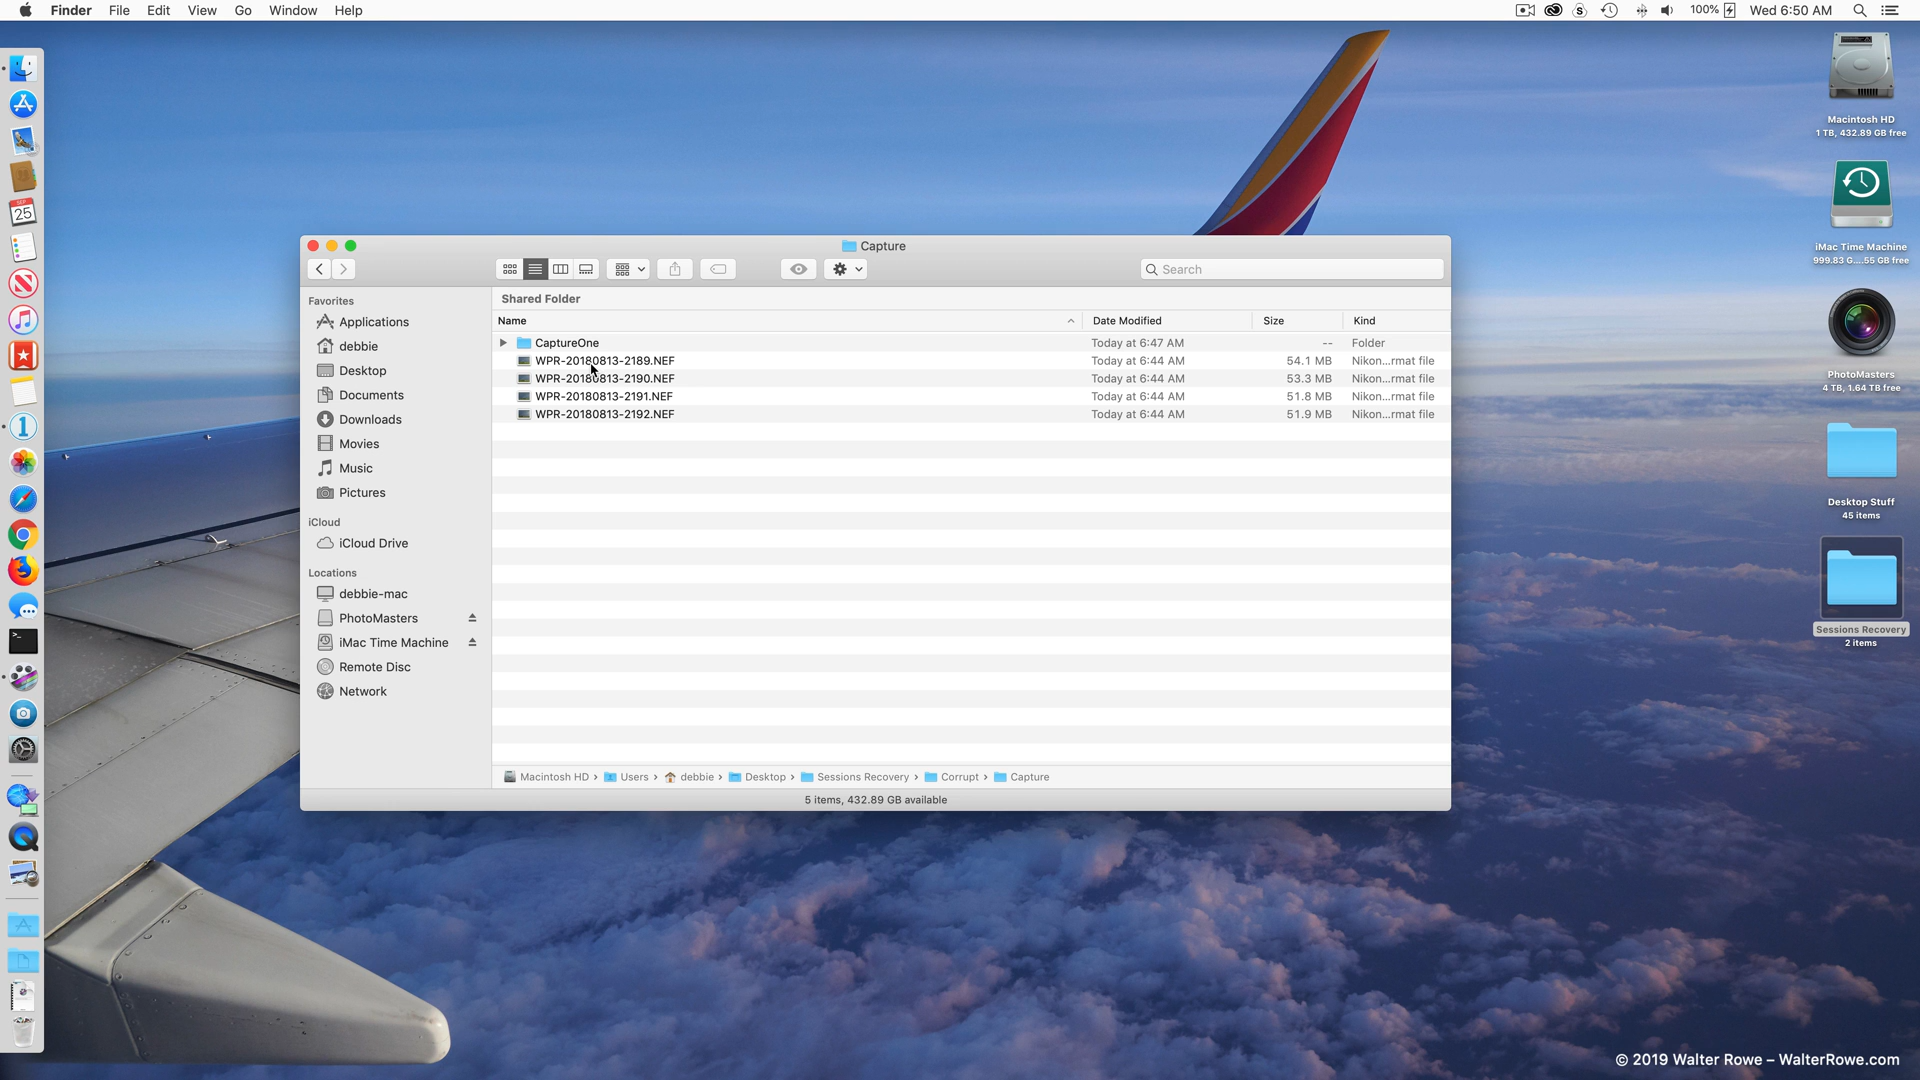 Finder File Edit View Go Window Help
100% Wed 6:50 AM
Macintosh HD
1 TB, 432.89 GB free
iMac Time Machine
999.83 G....55 GB free
PhotoMasters
4 TB, 1.64 TB free
Desktop Stuff
45 items
Sessions Recovery
2 items
SEP
25
Capture
Search
Favorites
Applications
debbie
Desktop
Documents
Downloads
Movies
Music
Pictures
iCloud
iCloud Drive
Locations
debbie-mac
PhotoMasters
iMac Time Machine
Remote Disc
Network
Shared Folder
Name Date Modified Size Kind
CaptureOne Today at 6:47 AM -- Folder
WPR-20180813-2189.NEF Today at 6:44 AM 54.1 MB Nikon...rmat file
WPR-20180813-2190.NEF Today at 6:44 AM 53.3 MB Nikon...rmat file
WPR-20180813-2191.NEF Today at 6:44 AM 51.8 MB Nikon...rmat file
WPR-20180813-2192.NEF Today at 6:44 AM 51.9 MB Nikon...rmat file
Macintosh HD › Users › debbie › Desktop › Sessions Recovery › Corrupt › Capture
5 items, 432.89 GB available
© 2019 Walter Rowe – WalterRowe.com